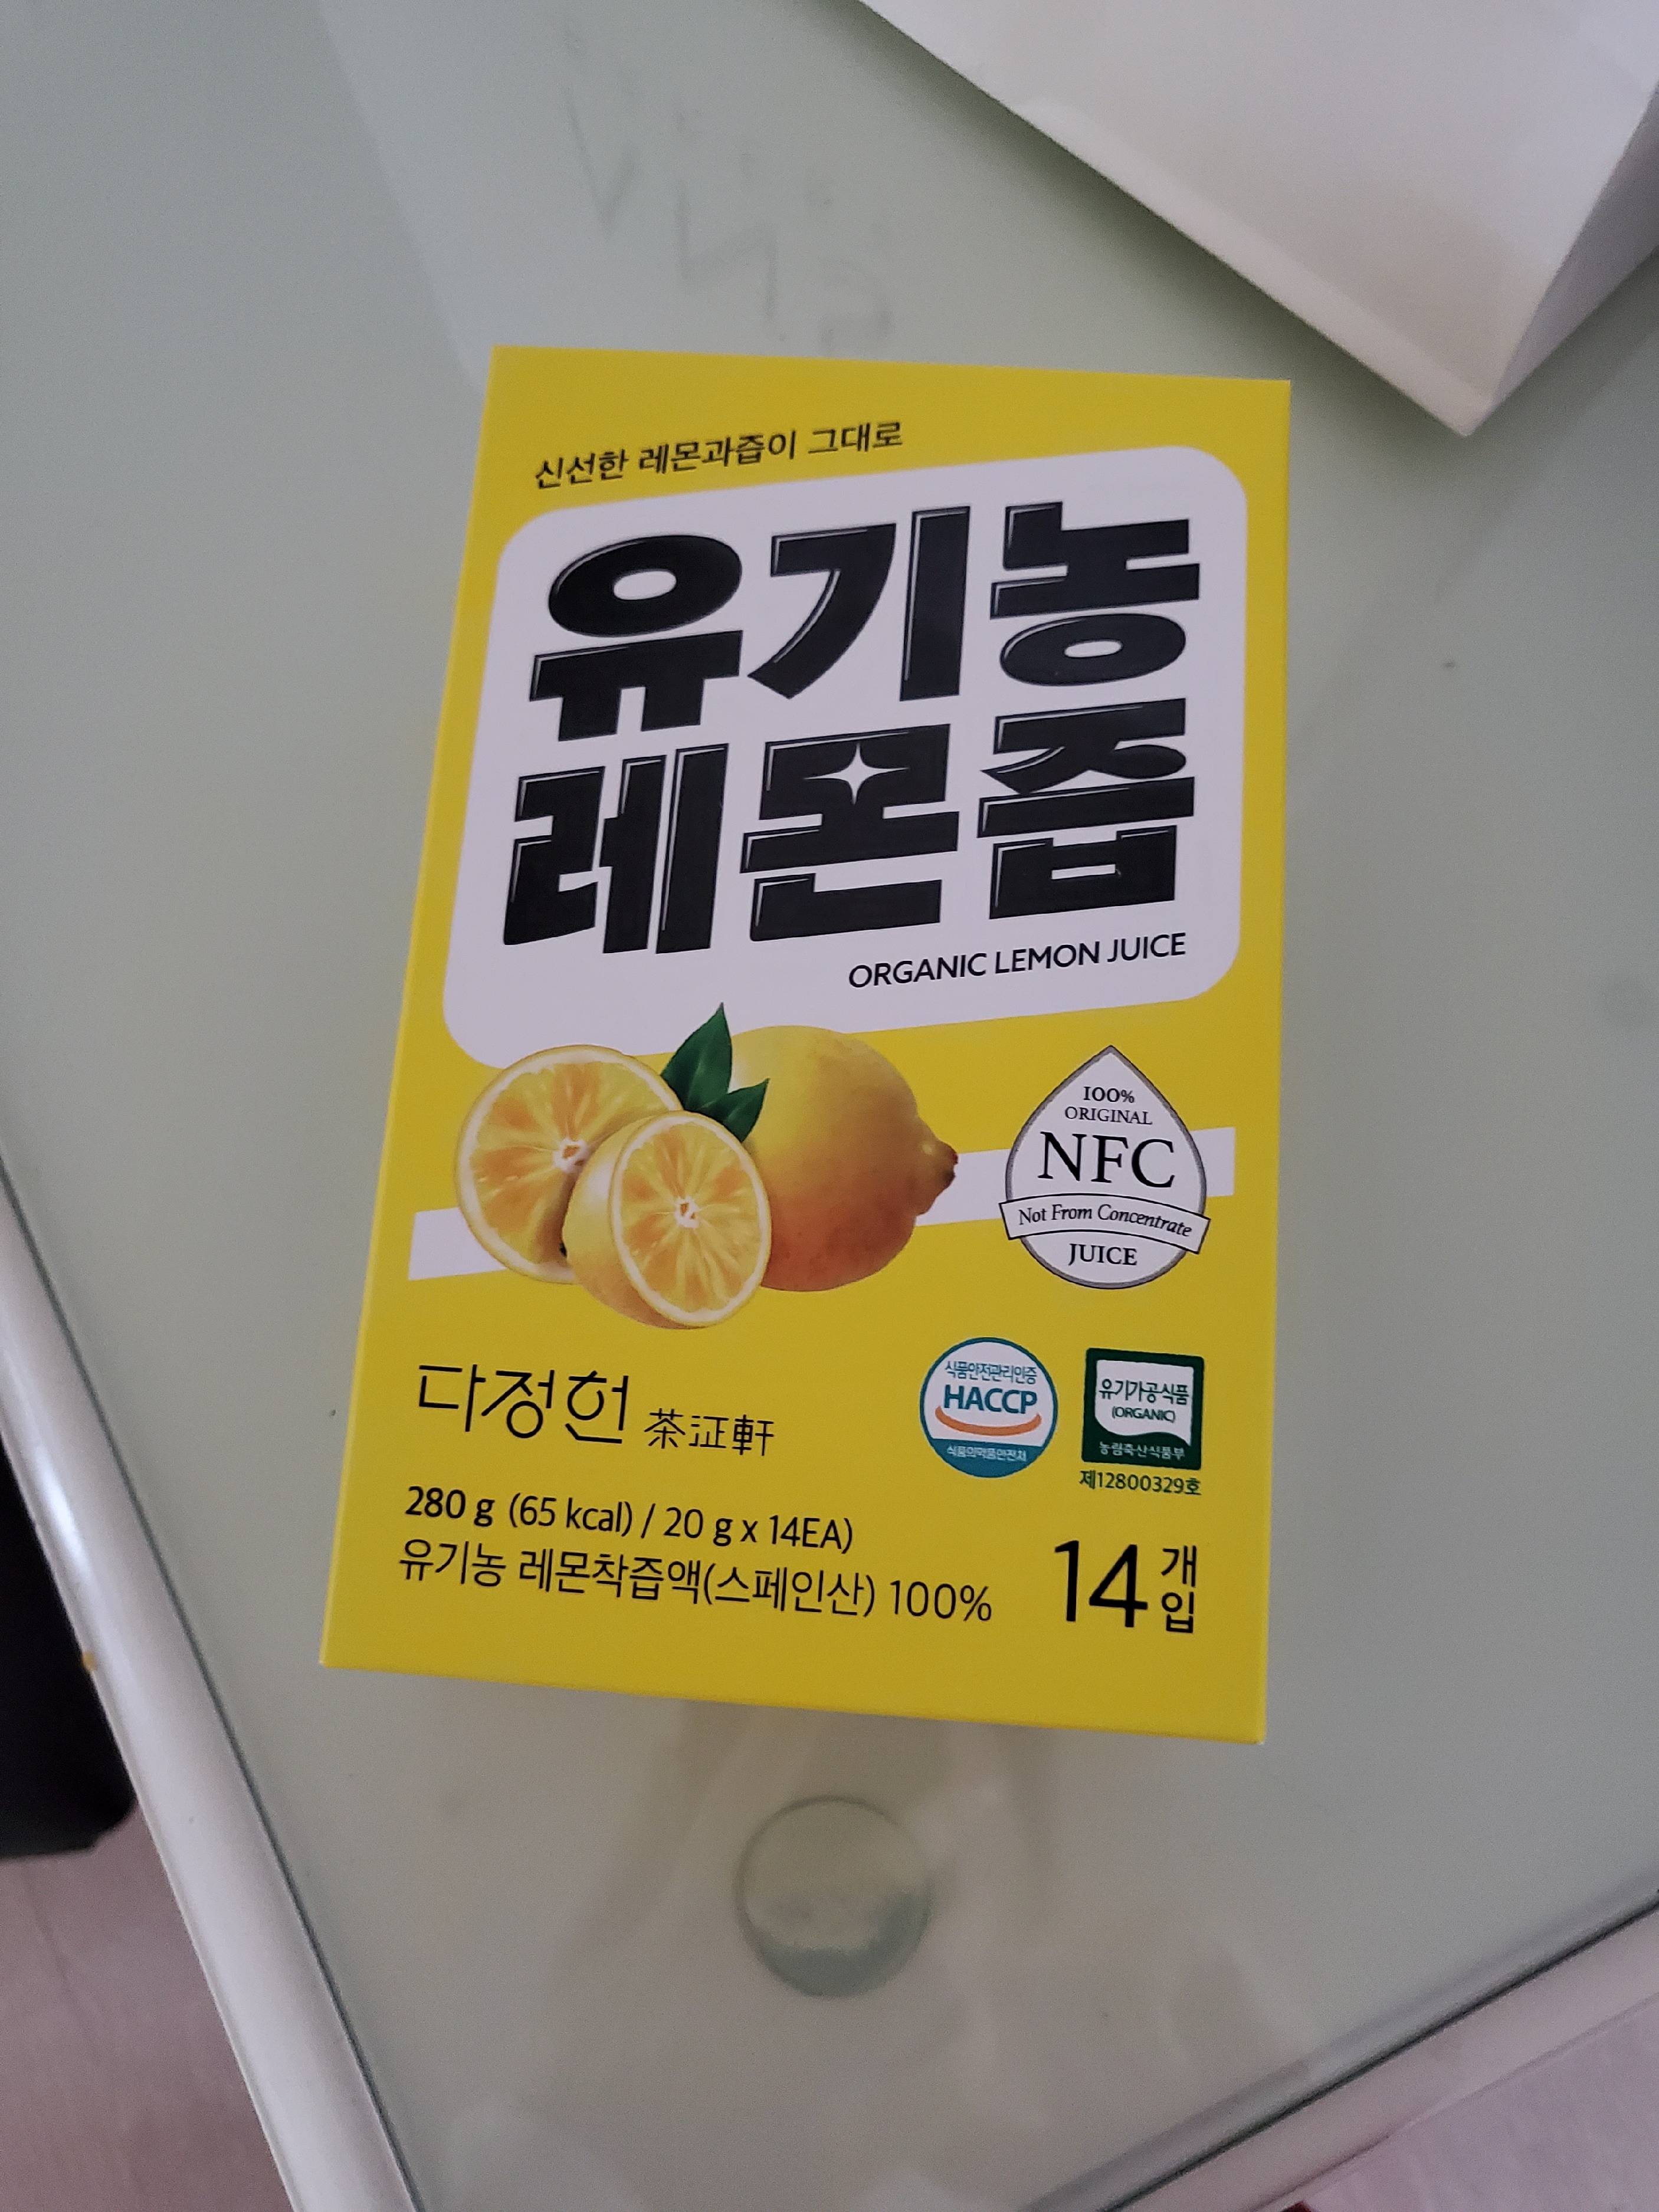 신선한 레몬과즙이 그대로
유기농
레몬즙
ORGANIC LEMON JUICE
100%
ORIGINAL
NFC
Not From Concentrate
JUICE
다정헌 茶㱏軒
식품안전관리인증
HACCP
식품의약품안전처
유기가공식품
(ORGANIC)
농림축산식품부
제12800329호
280 g (65 kcal) / 20 g x 14EA)
유기농 레몬착즙액(스페인산) 100%
14개입